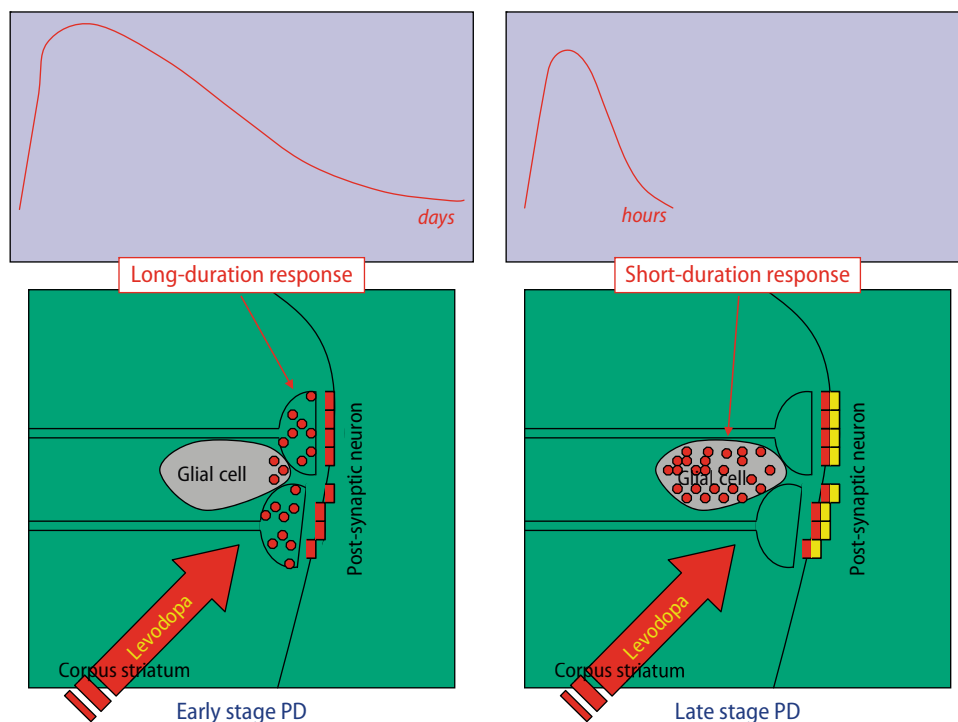 days
hours
Long-duration response
Short-duration response
Glial cell
Post-synaptic neuron
Levodopa
Corpus striatum
Early stage PD
Glial cell
Post-synaptic neuron
Levodopa
Corpus striatum
Late stage PD